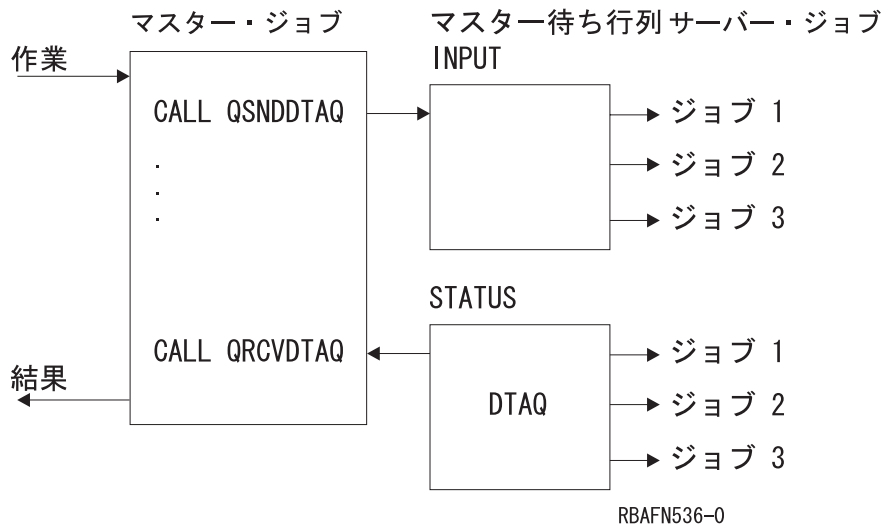 マスター・ジョブ
マスター待ち行列 サーバー・ジョブ
作業
INPUT
CALL QSNDDTAQ
.
.
.
ジョブ 1
ジョブ 2
ジョブ 3
STATUS
CALL QRCVDTAQ
結果
DTAQ
ジョブ 1
ジョブ 2
ジョブ 3
RBAFN536-0